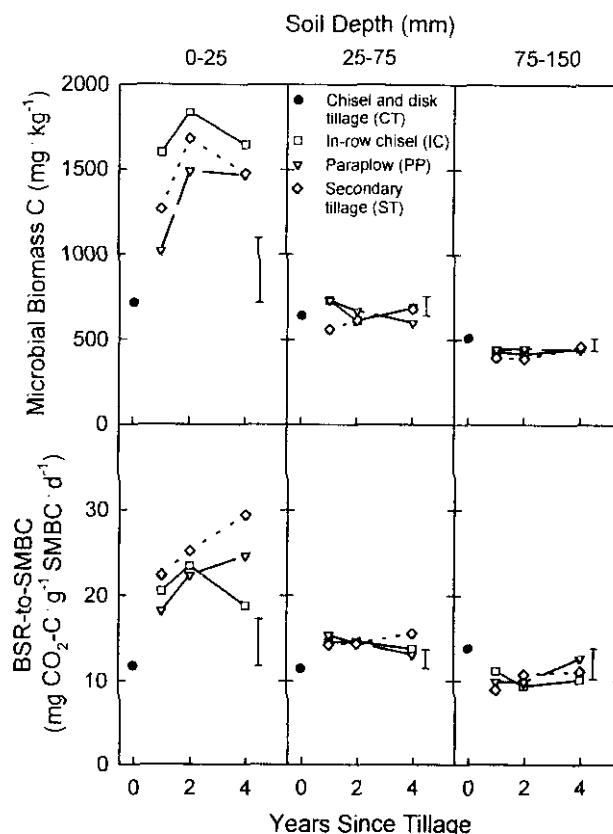 Soil Depth (mm)
0-25 25-75 75-150
Microbial Biomass C (mg · kg⁻¹)
2000
1500
1000
500
0
Chisel and disk
tillage (CT)
In-row chisel (IC)
Paraplow (PP)
Secondary
tillage (ST)
BSR-to-SMBC
(mg CO₂-C · g⁻¹ SMBC · d⁻¹)
30
20
10
0
0 2 4 0 2 4 0 2 4
Years Since Tillage